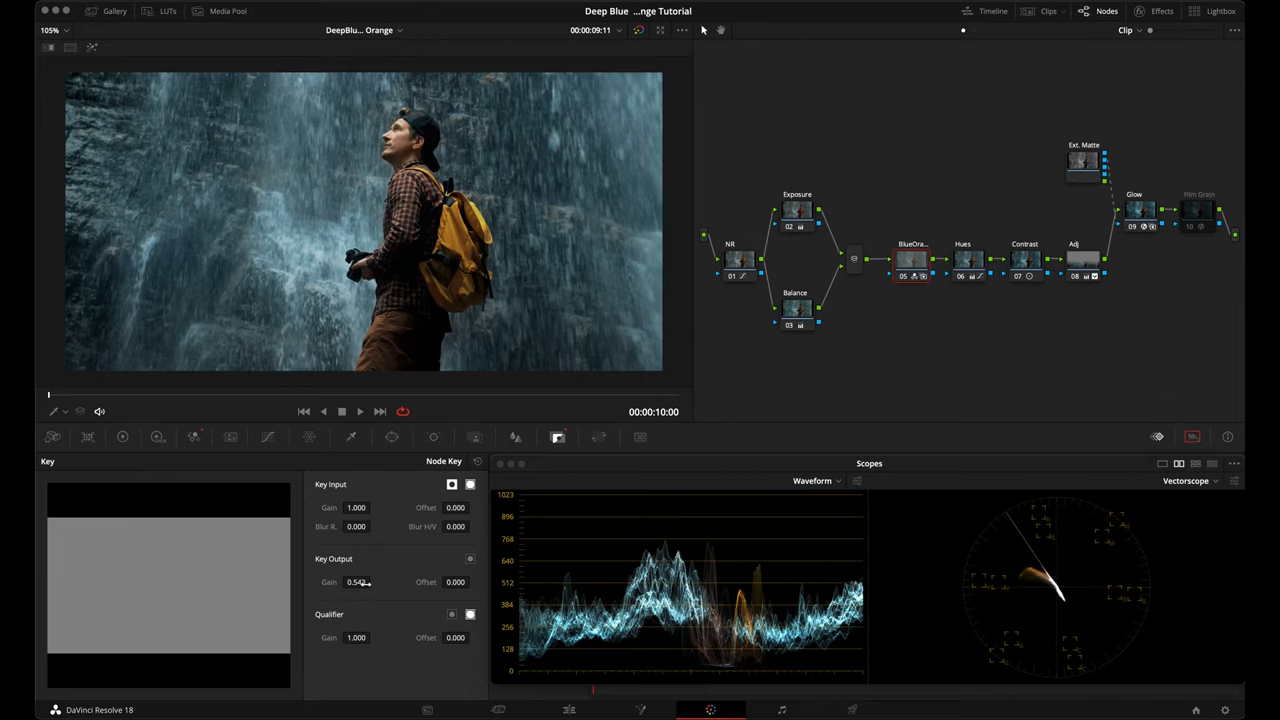 Gallery LUTs Media Pool Deep Blue ...nge Tutorial Timeline Clips Nodes Effects Lightbox
105% DeepBlu... Orange 00:00:09:11 Clip
Ext. Matte
Exposure Glow Film Grain
02 09 10
NR BlueOra... Hues Contrast Adj
01 05 06 07 08
Balance
03
00:00:10:00
Key Node Key Scopes
Key Input Waveform Vectorscope
Gain 1.000 Offset 0.000
Blur R. 0.000 Blur H/V 0.000
Key Output
Gain 0.542 Offset 0.000
Qualifier
Gain 1.000 Offset 0.000
1023
896
768
640
512
384
256
128
0
DaVinci Resolve 18